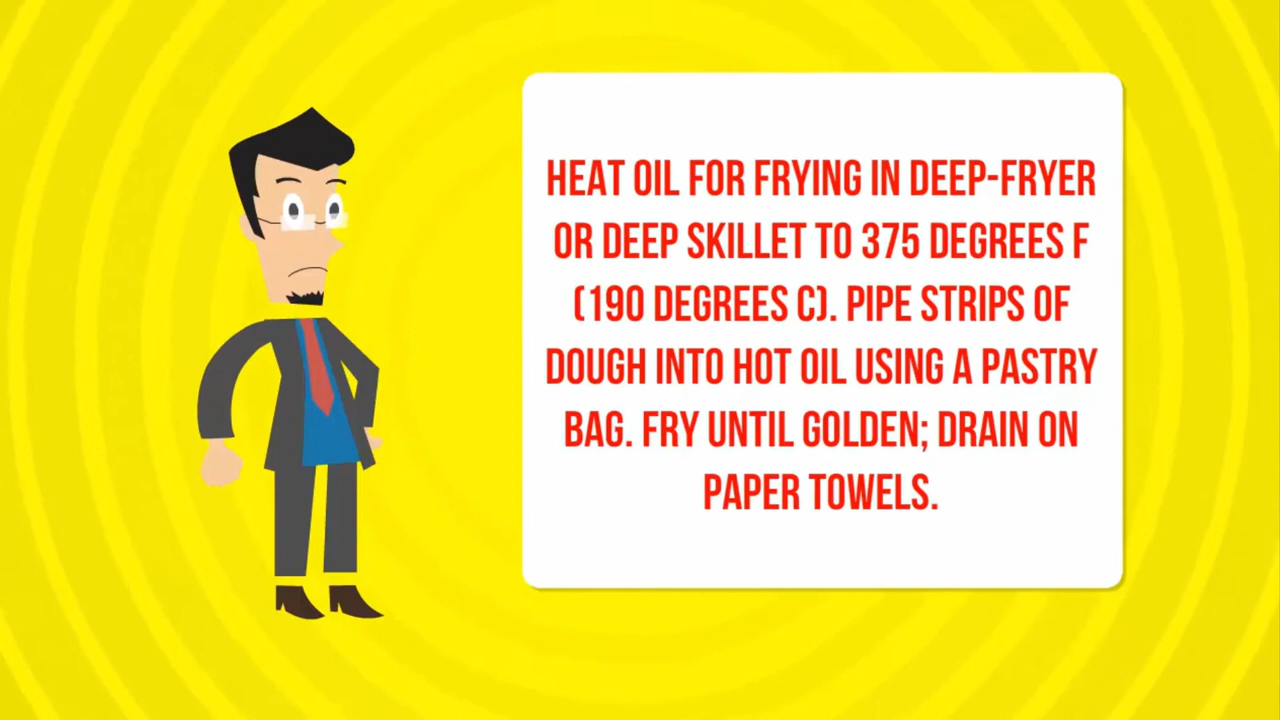 HEAT OIL FOR FRYING IN DEEP-FRYER
OR DEEP SKILLET TO 375 DEGREES F
(190 DEGREES C). PIPE STRIPS OF
DOUGH INTO HOT OIL USING A PASTRY
BAG. FRY UNTIL GOLDEN; DRAIN ON
PAPER TOWELS.